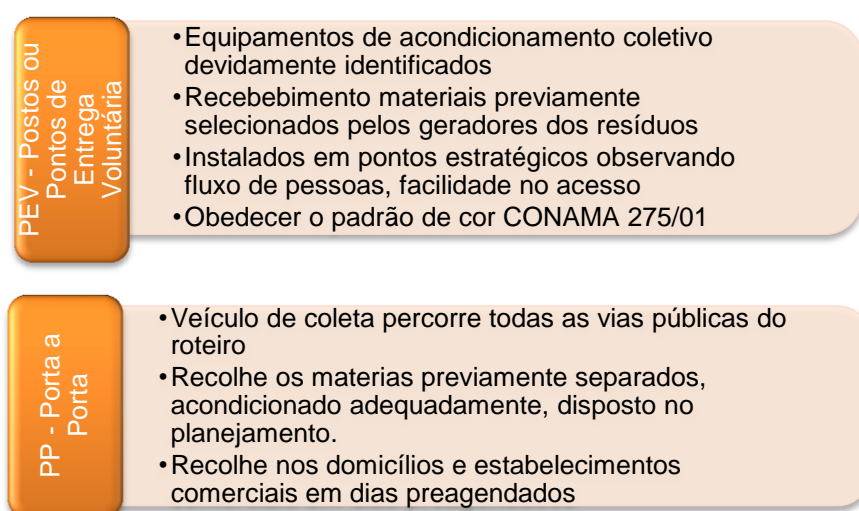 PEV - Postos ou
Pontos de
Entrega
Voluntária
•Equipamentos de acondicionamento coletivo
devidamente identificados
•Recebebimento materiais previamente
selecionados pelos geradores dos resíduos
•Instalados em pontos estratégicos observando
fluxo de pessoas, facilidade no acesso
•Obedecer o padrão de cor CONAMA 275/01
PP - Porta a
Porta
•Veículo de coleta percorre todas as vias públicas do
roteiro
•Recolhe os materias previamente separados,
acondicionado adequadamente, disposto no
planejamento.
•Recolhe nos domicílios e estabelecimentos
comerciais em dias preagendados